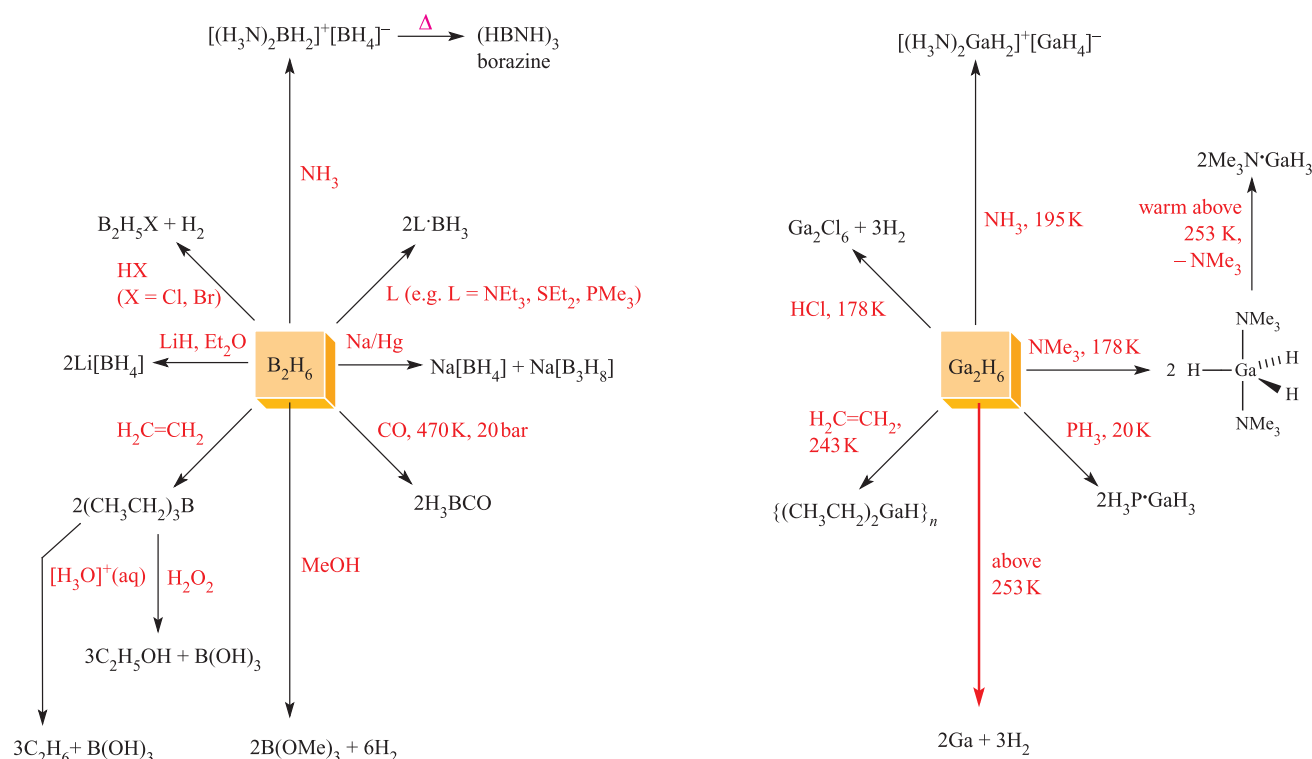 [(H₃N)₂BH₂]⁺[BH₄]⁻
Δ
(HBNH)₃
borazine
NH₃
B₂H₅X + H₂
2L·BH₃
HX
(X = Cl, Br)
L (e.g. L = NEt₃, SEt₂, PMe₃)
LiH, Et₂O
Na/Hg
2Li[BH₄]
B₂H₆
Na[BH₄] + Na[B₃H₈]
H₂C=CH₂
CO, 470 K, 20 bar
2(CH₃CH₂)₃B
2H₃BCO
[H₃O]⁺(aq)
H₂O₂
MeOH
3C₂H₅OH + B(OH)₃
3C₂H₆+ B(OH)₃
2B(OMe)₃ + 6H₂
[(H₃N)₂GaH₂]⁺[GaH₄]⁻
2Me₃N·GaH₃
NH₃, 195 K
warm above
253 K,
– NMe₃
Ga₂Cl₆ + 3H₂
HCl, 178 K
Ga₂H₆
NMe₃, 178 K
NMe₃
2 H Ga H
H
NMe₃
H₂C=CH₂,
243 K
PH₃, 20 K
{(CH₃CH₂)₂GaH}ₙ
2H₃P·GaH₃
above
253 K
2Ga + 3H₂